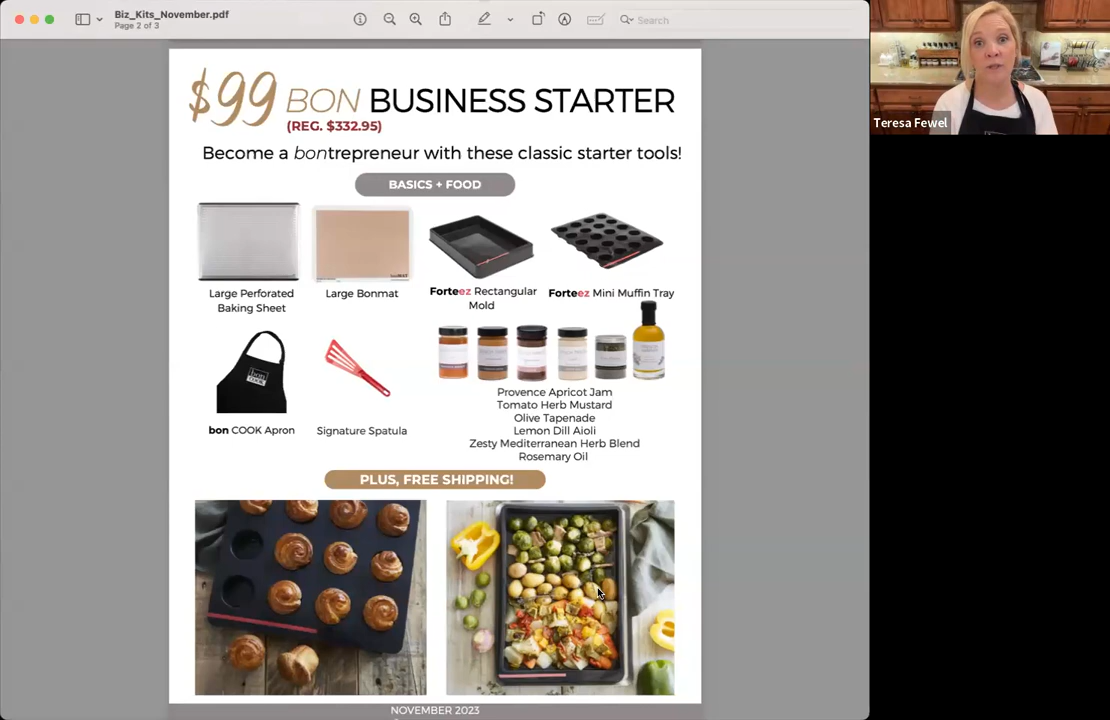 Biz_Kits_November.pdf
Page 2 of 3
Search
Teresa Fewel
$99 BON BUSINESS STARTER
(REG. $332.95)
Become a bontrepreneur with these classic starter tools!
BASICS + FOOD
Large Perforated
Baking Sheet
Large Bonmat
Forteez Rectangular
Mold
Forteez Mini Muffin Tray
bon
COOK
bon COOK Apron
Signature Spatula
Provence Apricot Jam
Tomato Herb Mustard
Olive Tapenade
Lemon Dill Aioli
Zesty Mediterranean Herb Blend
Rosemary Oil
PLUS, FREE SHIPPING!
NOVEMBER 2023